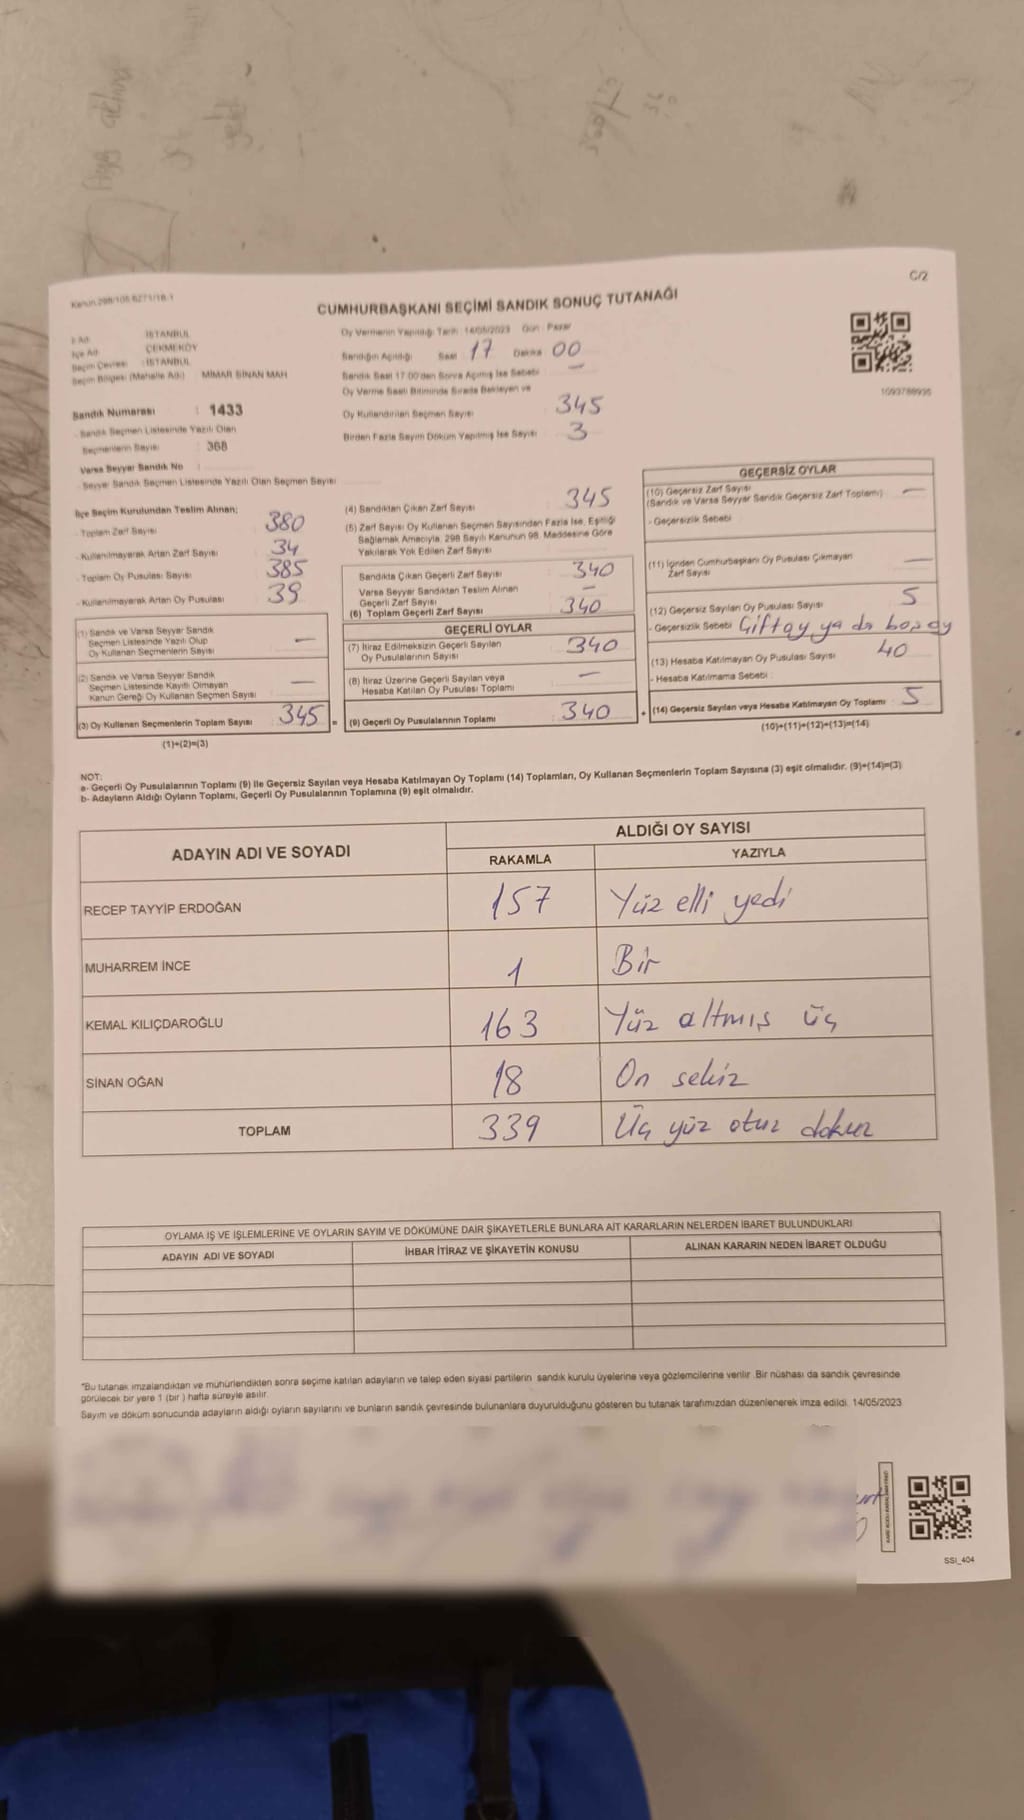 C/2
Kanun:298/105 6271/18-1
CUMHURBAŞKANI SEÇİMİ SANDIK SONUÇ TUTANAĞI
İl Adı : İSTANBUL
İlçe Adı : ÇEKMEKÖY
Seçim Çevresi : İSTANBUL
Seçim Bölgesi (Mahalle Adı) : MİMAR SİNAN MAH
Sandık Numarası : 1433
- Sandık Seçmen Listesinde Yazılı Olan
Seçmenlerin Sayısı : 368
Varsa Seyyar Sandık No :
- Seyyar Sandık Seçmen Listesinde Yazılı Olan Seçmen Sayısı
Oy Vermenin Yapıldığı Tarih : 14/05/2023 Gün : Pazar
Sandığın Açıldığı Saat 17 Dakika 00
Sandık Saat 17:00'den Sonra Açılmış İse Sebebi —
Oy Verme Saati Bitiminde Sırada Bekleyen ve
Oy Kullandırılan Seçmen Sayısı 345
Birden Fazla Sayım Döküm Yapılmış İse Sayısı 3
1093788935
İlçe Seçim Kurulundan Teslim Alınan;
- Toplam Zarf Sayısı 380
- Kullanılmayarak Artan Zarf Sayısı 34
- Toplam Oy Pusulası Sayısı 385
- Kullanılmayarak Artan Oy Pusulası 39
(1) Sandık ve Varsa Seyyar Sandık
Seçmen Listesinde Yazılı Olup
Oy Kullanan Seçmenlerin Sayısı —
(2) Sandık ve Varsa Seyyar Sandık
Seçmen Listesinde Kayıtlı Olmayan
Kanun Gereği Oy Kullanan Seçmen Sayısı —
(3) Oy Kullanan Seçmenlerin Toplam Sayısı : 345 =
(1)+(2)=(3)
(4) Sandıktan Çıkan Zarf Sayısı 345
(5) Zarf Sayısı Oy Kullanan Seçmen Sayısından Fazla İse, Eşitliği
Sağlamak Amacıyla, 298 Sayılı Kanunun 98. Maddesine Göre
Yakılarak Yok Edilen Zarf Sayısı
Sandıkta Çıkan Geçerli Zarf Sayısı 340
Varsa Seyyar Sandıktan Teslim Alınan
Geçerli Zarf Sayısı —
(6) Toplam Geçerli Zarf Sayısı 340
GEÇERLİ OYLAR
(7) İtiraz Edilmeksizin Geçerli Sayılan
Oy Pusulalarının Sayısı 340
(8) İtiraz Üzerine Geçerli Sayılan veya
Hesaba Katılan Oy Pusulası Toplamı —
(9) Geçerli Oy Pusulalarının Toplamı 340 +
GEÇERSİZ OYLAR
(10) Geçersiz Zarf Sayısı
(Sandık ve Varsa Seyyar Sandık Geçersiz Zarf Toplamı) —
- Geçersizlik Sebebi :
(11) İçinden Cumhurbaşkanı Oy Pusulası Çıkmayan
Zarf Sayısı —
(12) Geçersiz Sayılan Oy Pusulası Sayısı 5
- Geçersizlik Sebebi Çiftoy ya da boş oy
(13) Hesaba Katılmayan Oy Pusulası Sayısı 40
- Hesaba Katılmama Sebebi :
(14) Geçersiz Sayılan veya Hesaba Katılmayan Oy Toplamı 5
(10)+(11)+(12)+(13)=(14)
NOT:
a- Geçerli Oy Pusulalarının Toplamı (9) ile Geçersiz Sayılan veya Hesaba Katılmayan Oy Toplamı (14) Toplamları, Oy Kullanan Seçmenlerin Toplam Sayısına (3) eşit olmalıdır. (9)+(14)=(3)
b- Adayların Aldığı Oyların Toplamı, Geçerli Oy Pusulalarının Toplamına (9) eşit olmalıdır.
ADAYIN ADI VE SOYADI
ALDIĞI OY SAYISI
RAKAMLA YAZIYLA
RECEP TAYYİP ERDOĞAN 157 Yüz elli yedi
MUHARREM İNCE 1 Bir
KEMAL KILIÇDAROĞLU 163 Yüz altmış üç
SİNAN OĞAN 18 On sekiz
TOPLAM 339 Üç yüz otuz dokuz
OYLAMA İŞ VE İŞLEMLERİNE VE OYLARIN SAYIM VE DÖKÜMÜNE DAİR ŞİKAYETLERLE BUNLARA AİT KARARLARIN NELERDEN İBARET BULUNDUKLARI
ADAYIN ADI VE SOYADI İHBAR İTİRAZ VE ŞİKAYETİN KONUSU ALINAN KARARIN NEDEN İBARET OLDUĞU
*Bu tutanak imzalandıktan ve mühürlendikten sonra seçime katılan adayların ve talep eden siyasi partilerin sandık kurulu üyelerine veya gözlemcilerine verilir. Bir nüshası da sandık çevresinde
görülecek bir yere 1 (bir ) hafta süreyle asılır.
Sayım ve döküm sonucunda adayların aldığı oyların sayılarını ve bunların sandık çevresinde bulunanlara duyurulduğunu gösteren bu tutanak tarafımızdan düzenlenerek imza edildi. 14/05/2023
SSI_404